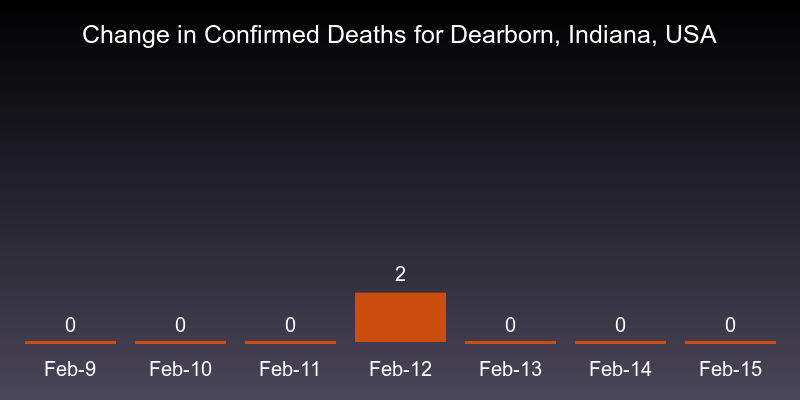 Change in Confirmed Deaths for Dearborn, Indiana, USA
0 0 0 2 0 0 0
Feb-9 Feb-10 Feb-11 Feb-12 Feb-13 Feb-14 Feb-15